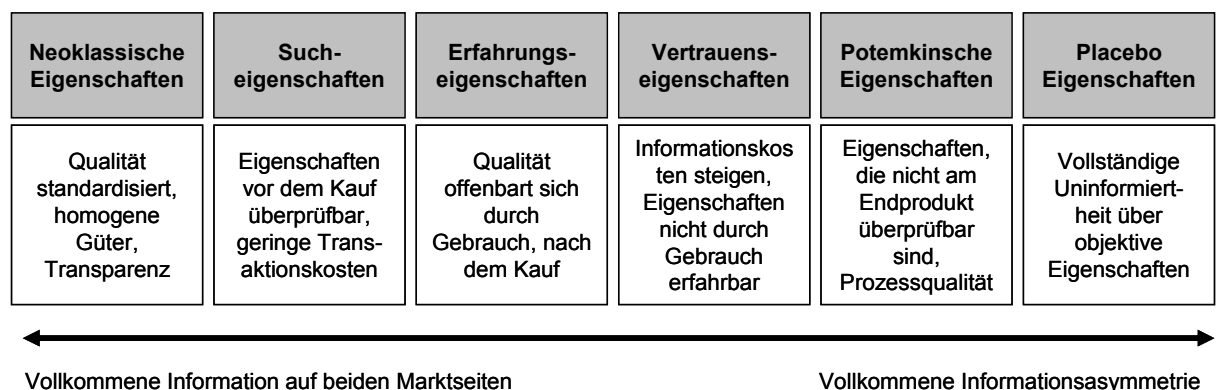 Neoklassische
Eigenschaften
Such-
eigenschaften
Erfahrungs-
eigenschaften
Vertrauens-
eigenschaften
Potemkinsche
Eigenschaften
Placebo
Eigenschaften
Qualität
standardisiert,
homogene
Güter,
Transparenz
Eigenschaften
vor dem Kauf
überprüfbar,
geringe Trans-
aktionskosten
Qualität
offenbart sich
durch
Gebrauch, nach
dem Kauf
Informationskos
ten steigen,
Eigenschaften
nicht durch
Gebrauch
erfahrbar
Eigenschaften,
die nicht am
Endprodukt
überprüfbar
sind,
Prozessqualität
Vollständige
Uninformiert-
heit über
objektive
Eigenschaften
Vollkommene Information auf beiden Marktseiten
Vollkommene Informationsasymmetrie